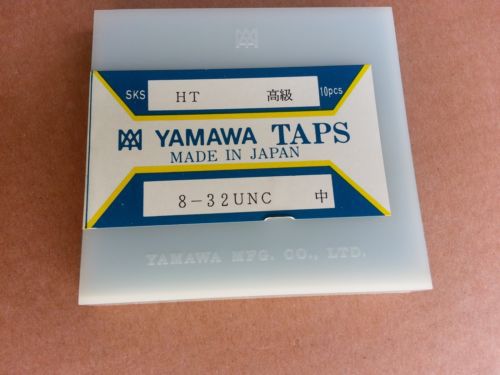 SKS HT 高級 10pcs
YAMAWA TAPS
MADE IN JAPAN
8-32UNC 中
YAMAWA MFG. CO., LTD.